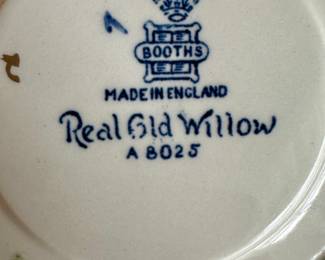 BOOTHS
MADE IN ENGLAND
Real Old Willow
A 8025